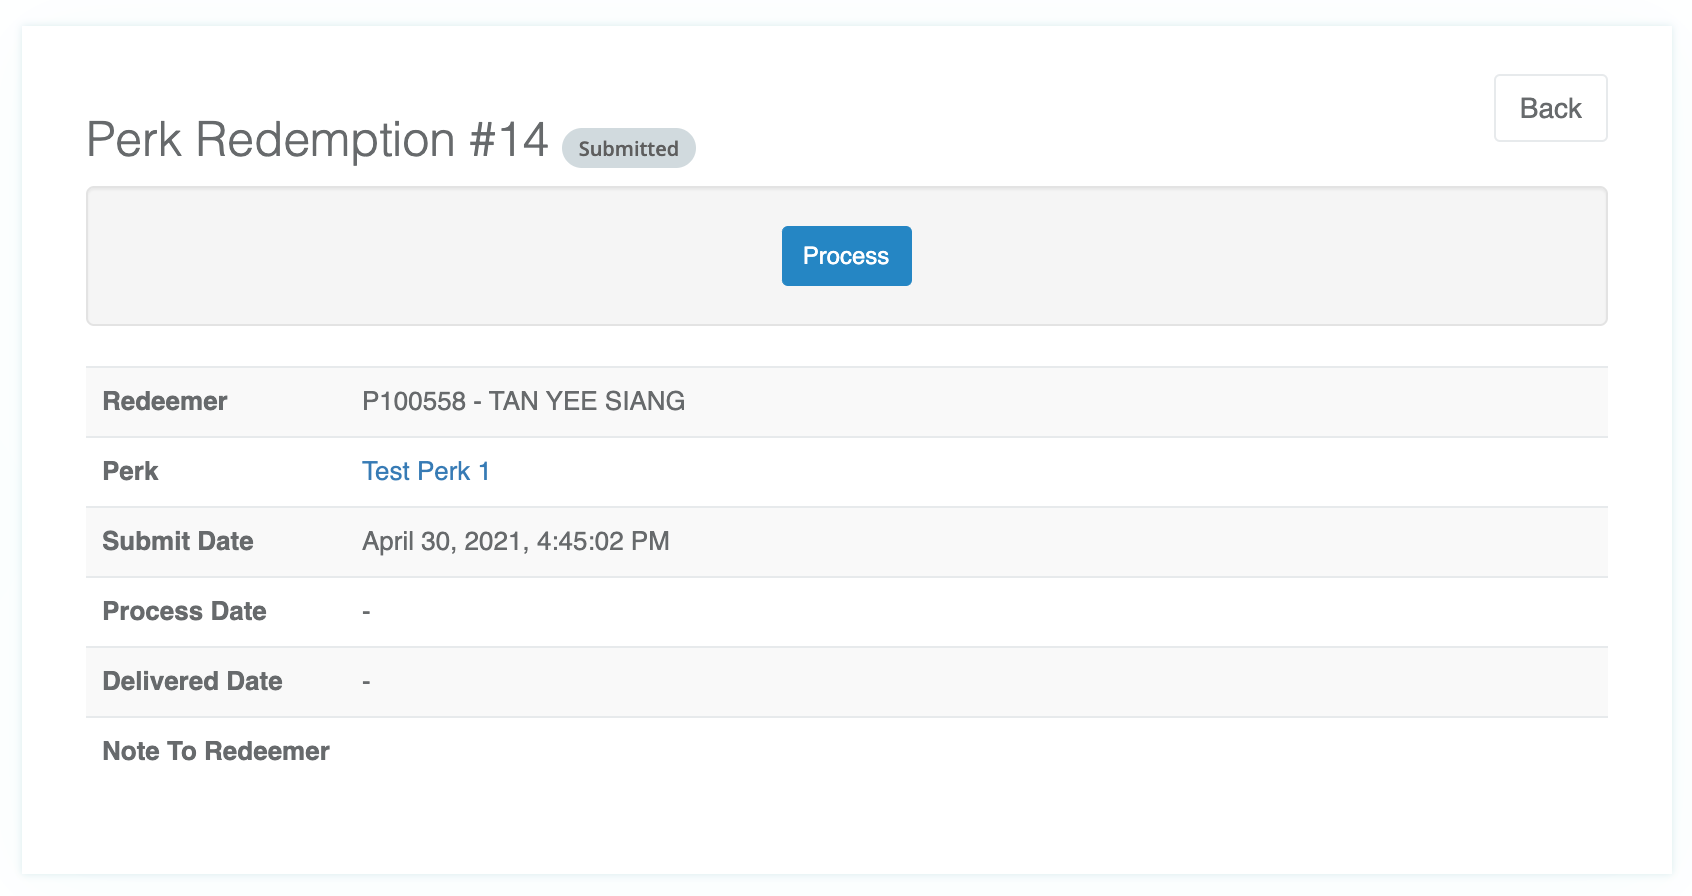 Back
Perk Redemption #14 Submitted
Process
Redeemer P100558 - TAN YEE SIANG
Perk Test Perk 1
Submit Date April 30, 2021, 4:45:02 PM
Process Date -
Delivered Date -
Note To Redeemer